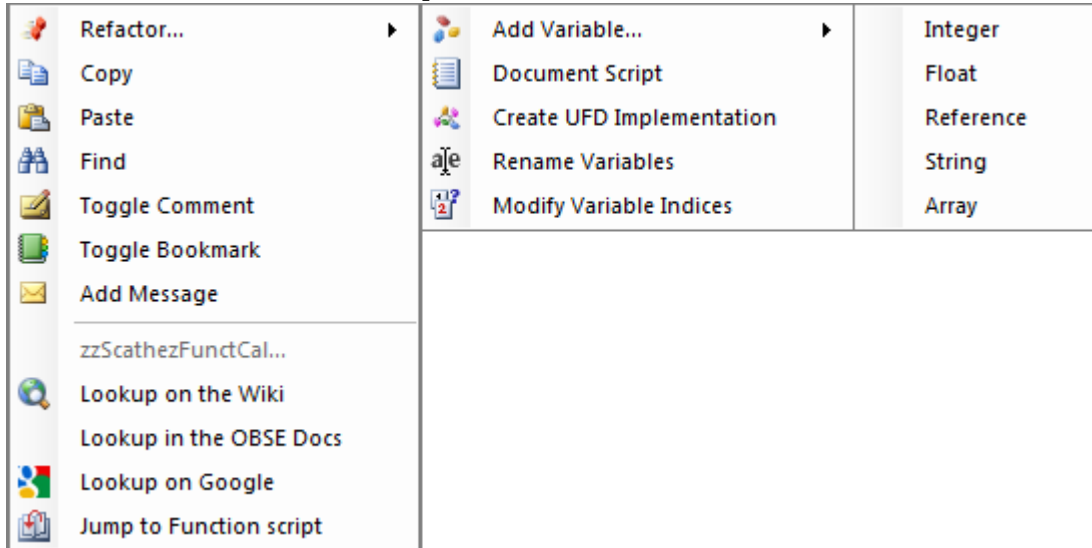 Refactor...
Copy
Paste
Find
Toggle Comment
Toggle Bookmark
Add Message
zzScathezFunctCal...
Lookup on the Wiki
Lookup in the OBSE Docs
Lookup on Google
Jump to Function script
Add Variable...
Document Script
Create UFD Implementation
Rename Variables
Modify Variable Indices
Integer
Float
Reference
String
Array